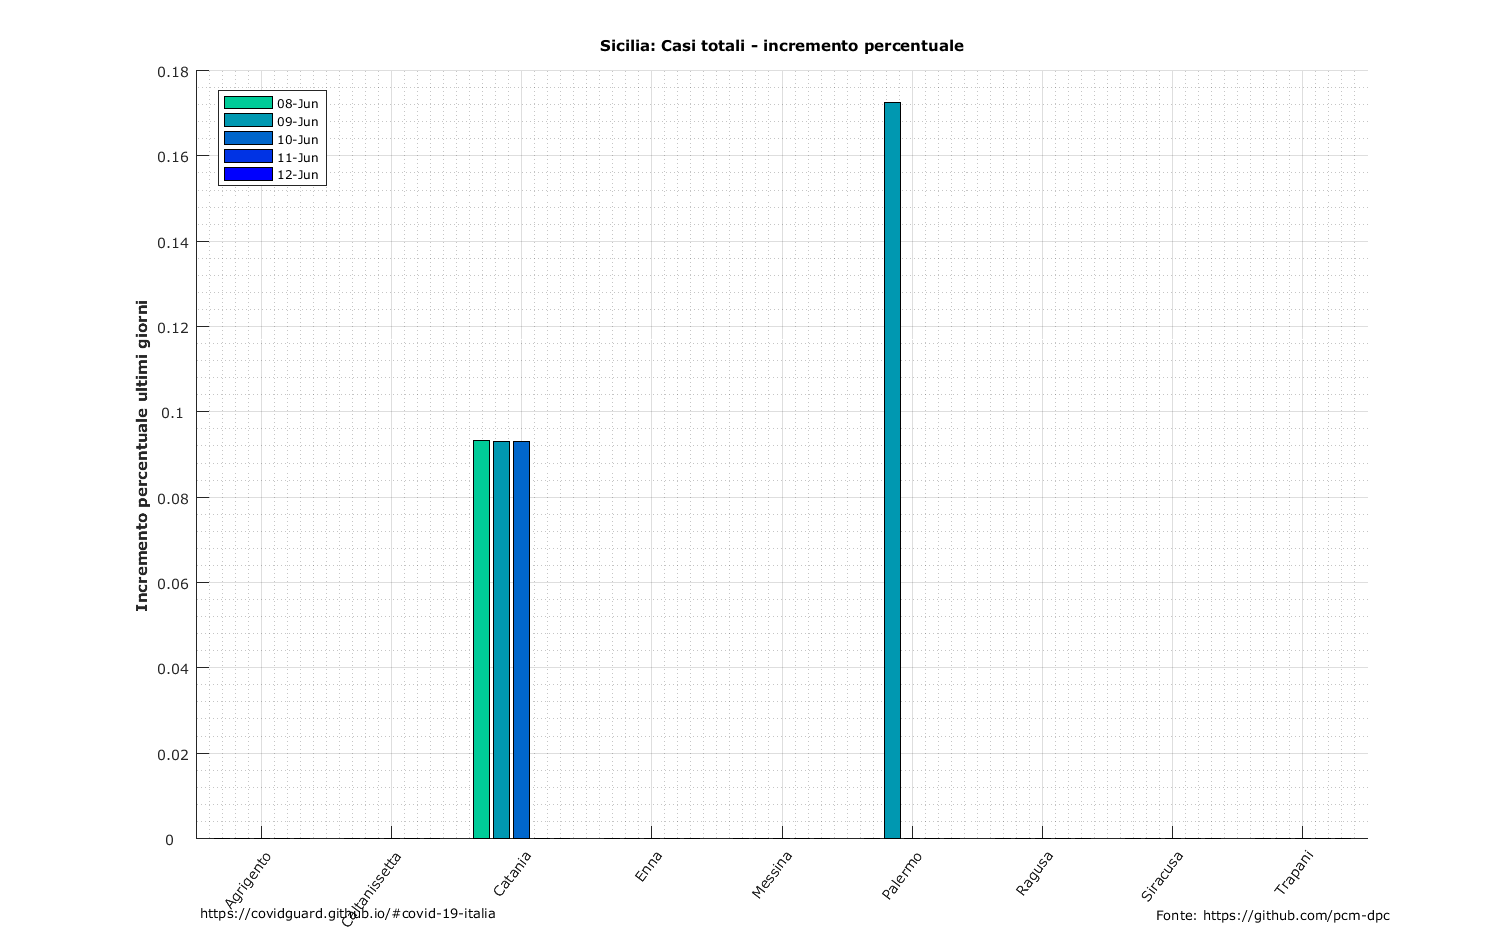 Sicilia: Casi totali - incremento percentuale
08-Jun
09-Jun
10-Jun
11-Jun
12-Jun
Incremento percentuale ultimi giorni
0.18
0.16
0.14
0.12
0.1
0.08
0.06
0.04
0.02
0
Agrigento
Caltanissetta
Catania
Enna
Messina
Palermo
Ragusa
Siracusa
Trapani
https://covidguard.github.io/#covid-19-italia
Fonte: https://github.com/pcm-dpc